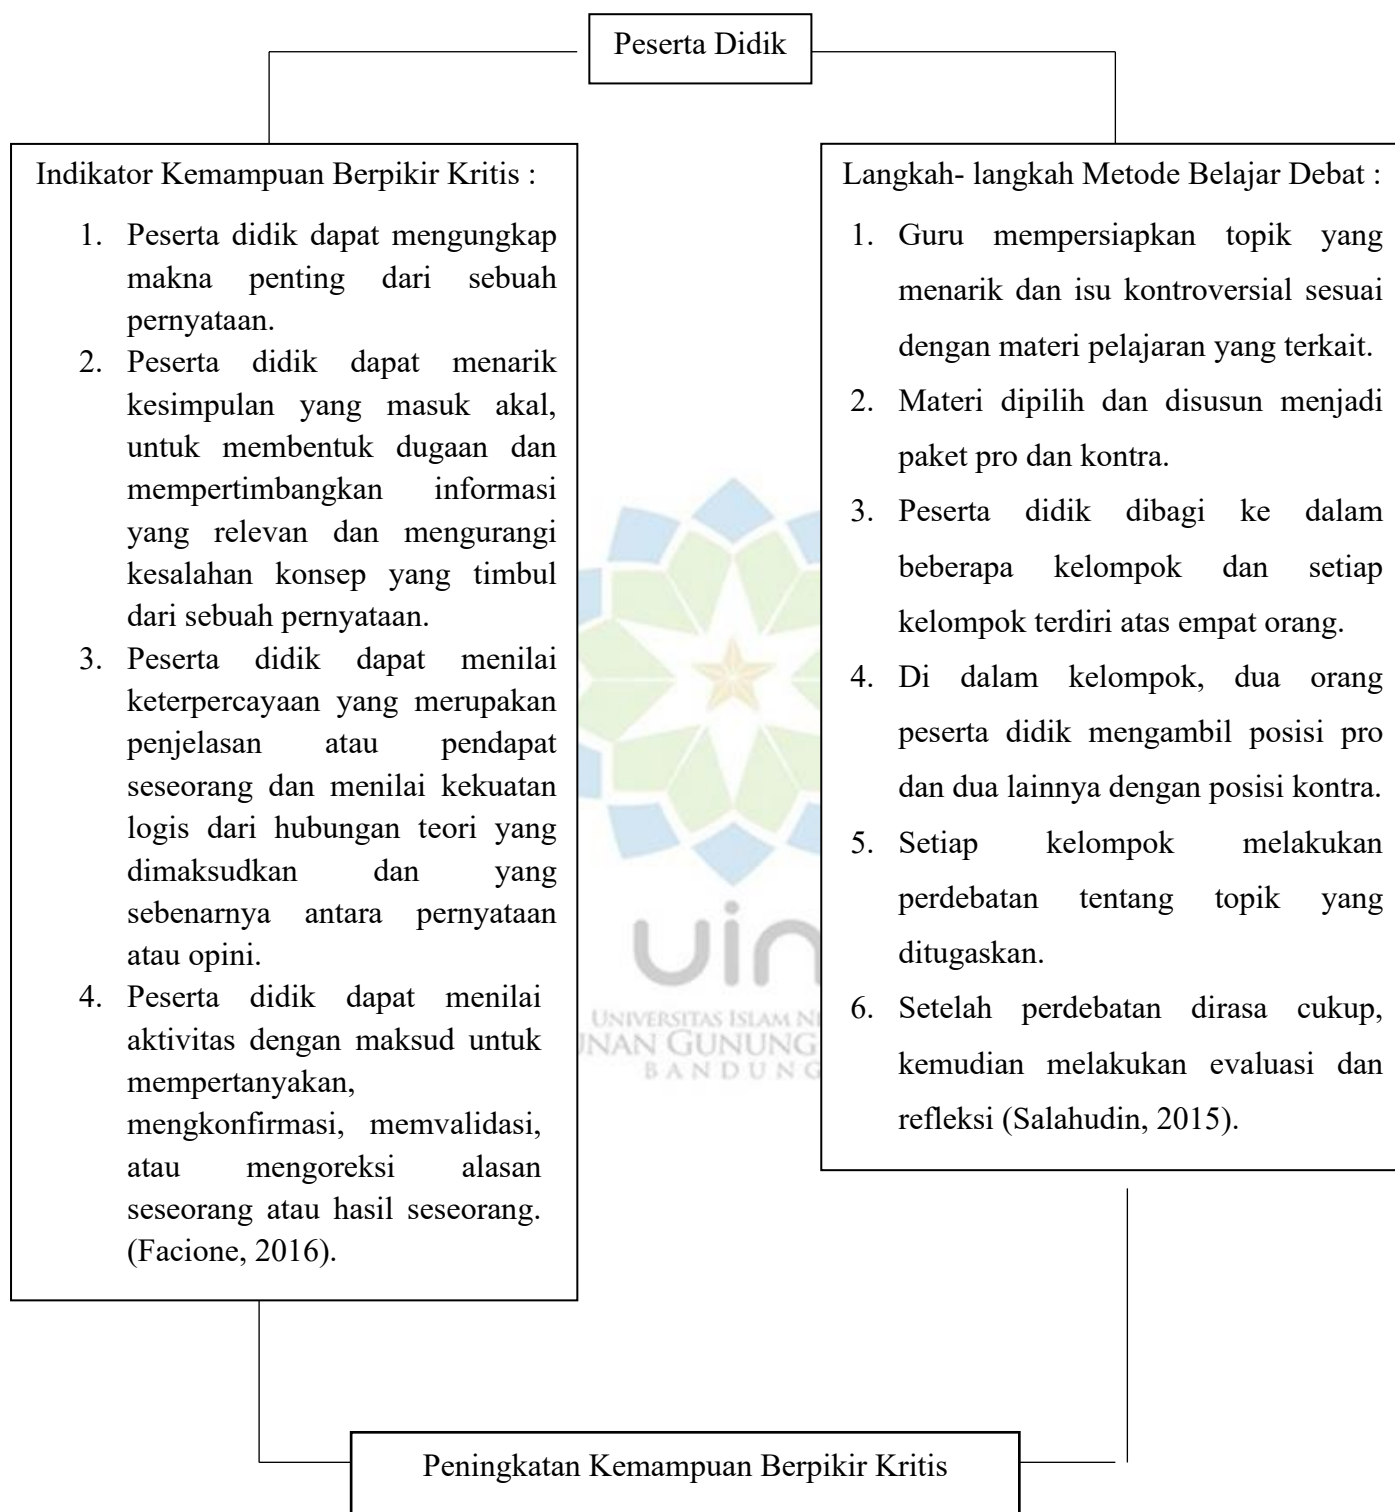 Peserta Didik
Indikator Kemampuan Berpikir Kritis :
1. Peserta didik dapat mengungkap
makna penting dari sebuah
pernyataan.
2. Peserta didik dapat menarik
kesimpulan yang masuk akal,
untuk membentuk dugaan dan
mempertimbangkan informasi
yang relevan dan mengurangi
kesalahan konsep yang timbul
dari sebuah pernyataan.
3. Peserta didik dapat menilai
keterpercayaan yang merupakan
penjelasan atau pendapat
seseorang dan menilai kekuatan
logis dari hubungan teori yang
dimaksudkan dan yang
sebenarnya antara pernyataan
atau opini.
4. Peserta didik dapat menilai
aktivitas dengan maksud untuk
mempertanyakan,
mengkonfirmasi, memvalidasi,
atau mengoreksi alasan
seseorang atau hasil seseorang.
(Facione, 2016).
Langkah- langkah Metode Belajar Debat :
1. Guru mempersiapkan topik yang
menarik dan isu kontroversial sesuai
dengan materi pelajaran yang terkait.
2. Materi dipilih dan disusun menjadi
paket pro dan kontra.
3. Peserta didik dibagi ke dalam
beberapa kelompok dan setiap
kelompok terdiri atas empat orang.
4. Di dalam kelompok, dua orang
peserta didik mengambil posisi pro
dan dua lainnya dengan posisi kontra.
5. Setiap kelompok melakukan
perdebatan tentang topik yang
ditugaskan.
6. Setelah perdebatan dirasa cukup,
kemudian melakukan evaluasi dan
refleksi (Salahudin, 2015).
uin
UNIVERSITAS ISLAM
GUNUNG
BANDUNG
Peningkatan Kemampuan Berpikir Kritis